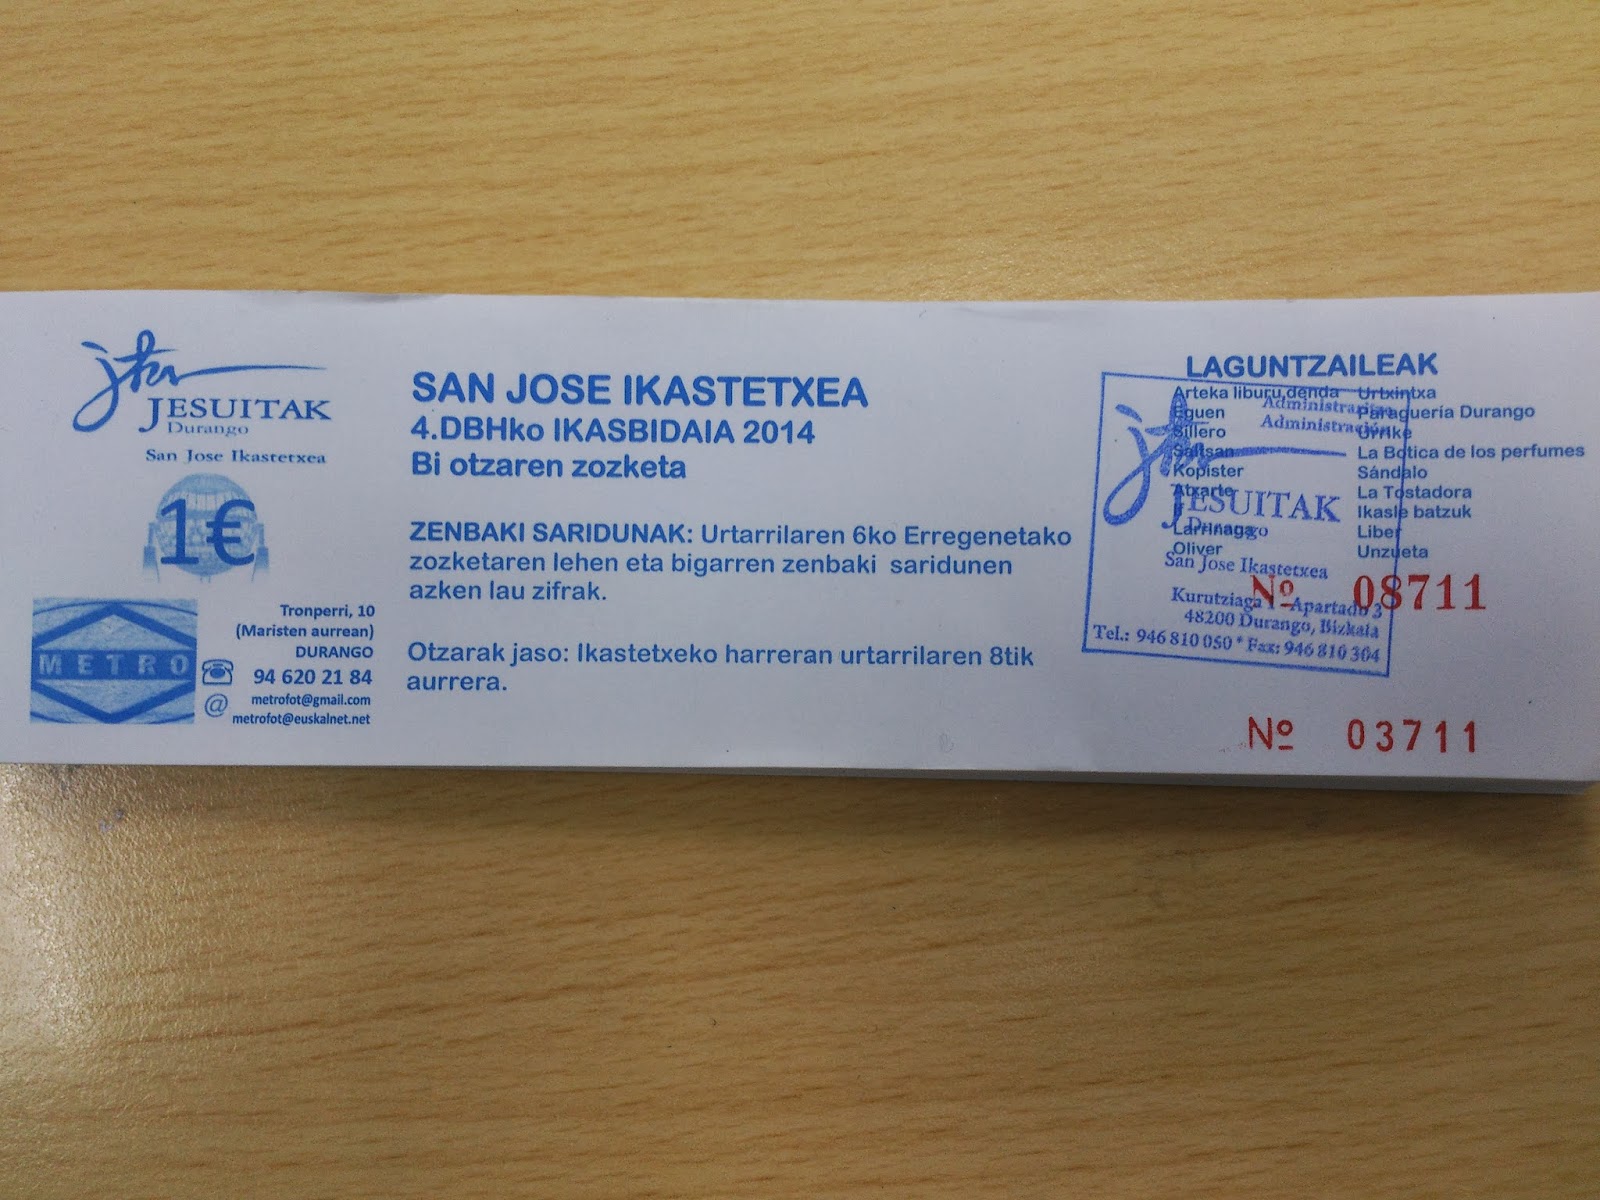 JESUITAK
Durango
San Jose Ikastetxea
1€
METRO
Tronperri, 10
(Maristen aurrean)
DURANGO
94 620 21 84
@ metrofot@gmail.com
metrofot@euskalnet.net
SAN JOSE IKASTETXEA
4.DBHko IKASBIDAIA 2014
Bi otzaren zozketa
ZENBAKI SARIDUNAK: Urtarrilaren 6ko Erregenetako
zozketaren lehen eta bigarren zenbaki saridunen
azken lau zifrak.
Otzarak jaso: Ikastetxeko harreran urtarrilaren 8tik
aurrera.
LAGUNTZAILEAK
Arteka liburu denda
Eguen
Sillero
Saltsan
Kopister
Atxarte
Larrinaga
Oliver
Urtxintxa
Paraguería Durango
Urrike
La Botica de los perfumes
Sándalo
La Tostadora
Ikasle batzuk
Liber
Unzueta
Administraritza
Administración
JESUITAK
Durango
San Jose Ikastetxea
Kurutziaga 1 - Apartado 3
48200 Durango, Bizkaia
Tel.: 946 810 050 * Fax: 946 810 304
Nº 08711
Nº 03711